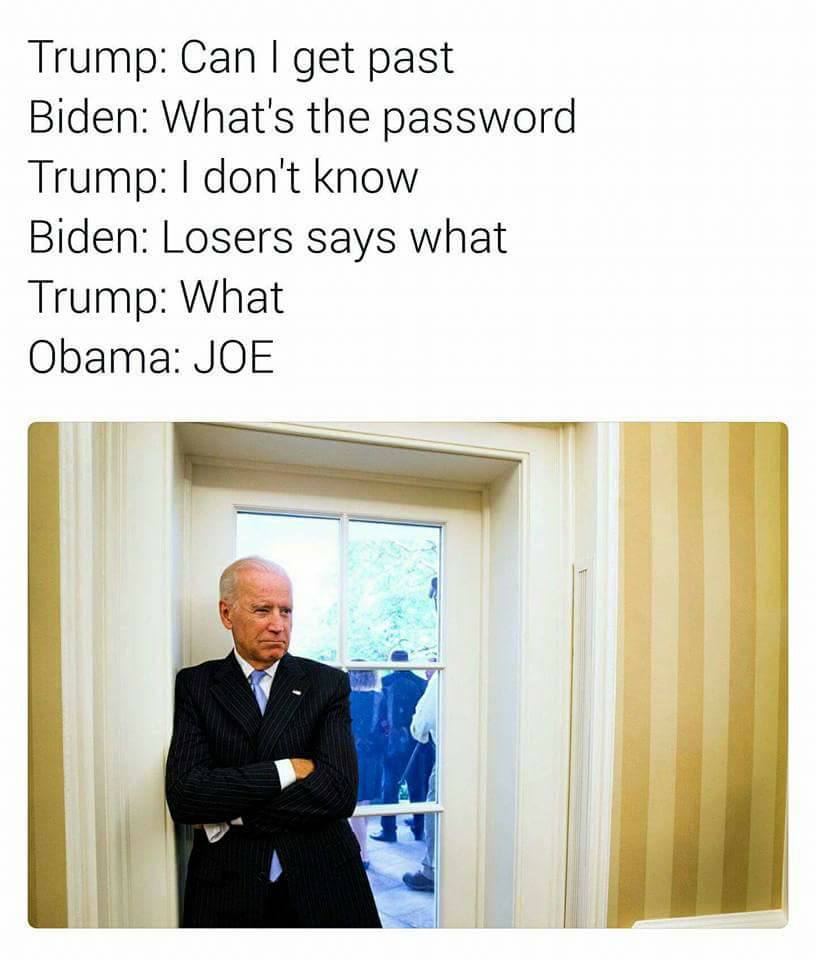 Trump: Can I get past
Biden: What's the password
Trump: I don't know
Biden: Losers says what
Trump: What
Obama: JOE